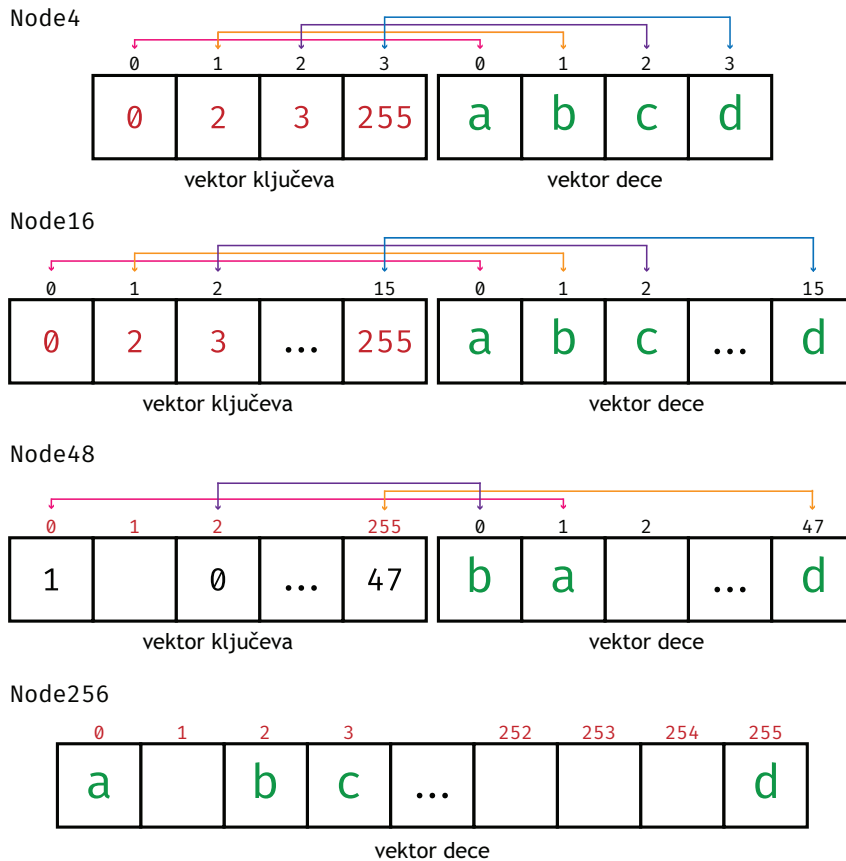 Node4
0 1 2 3 0 1 2 3
0 2 3 255 a b c d
vektor ključeva vektor dece
Node16
0 1 2 15 0 1 2 15
0 2 3 ... 255 a b c ... d
vektor ključeva vektor dece
Node48
0 1 2 255 0 1 2 47
1 0 ... 47 b a ... d
vektor ključeva vektor dece
Node256
0 1 2 3 252 253 254 255
a b c ... d
vektor dece